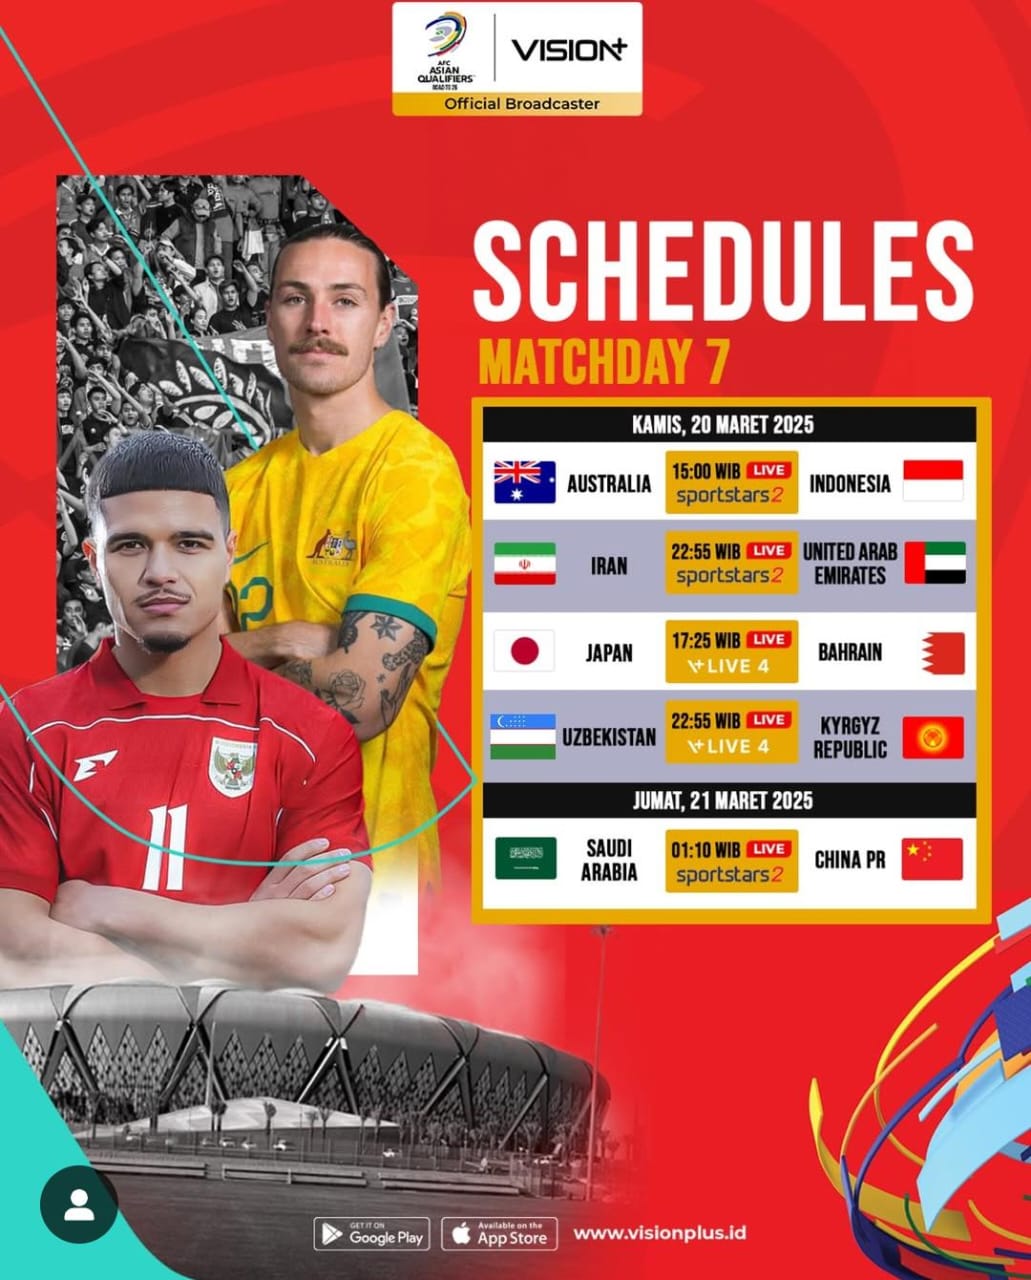 AFC
ASIAN
QUALIFIERS
ROAD TO 26
VISION+
Official Broadcaster
SCHEDULES
MATCHDAY 7
KAMIS, 20 MARET 2025
AUSTRALIA 15:00 WIB LIVE INDONESIA
sportstars2
IRAN 22:55 WIB LIVE UNITED ARAB EMIRATES
sportstars2
JAPAN 17:25 WIB LIVE BAHRAIN
V+ LIVE 4
UZBEKISTAN 22:55 WIB LIVE KYRGYZ REPUBLIC
V+ LIVE 4
JUMAT, 21 MARET 2025
SAUDI ARABIA 01:10 WIB LIVE CHINA PR
sportstars2
AUSTRALIA
11
GET IT ON
Google Play
Available on the
App Store
www.visionplus.id